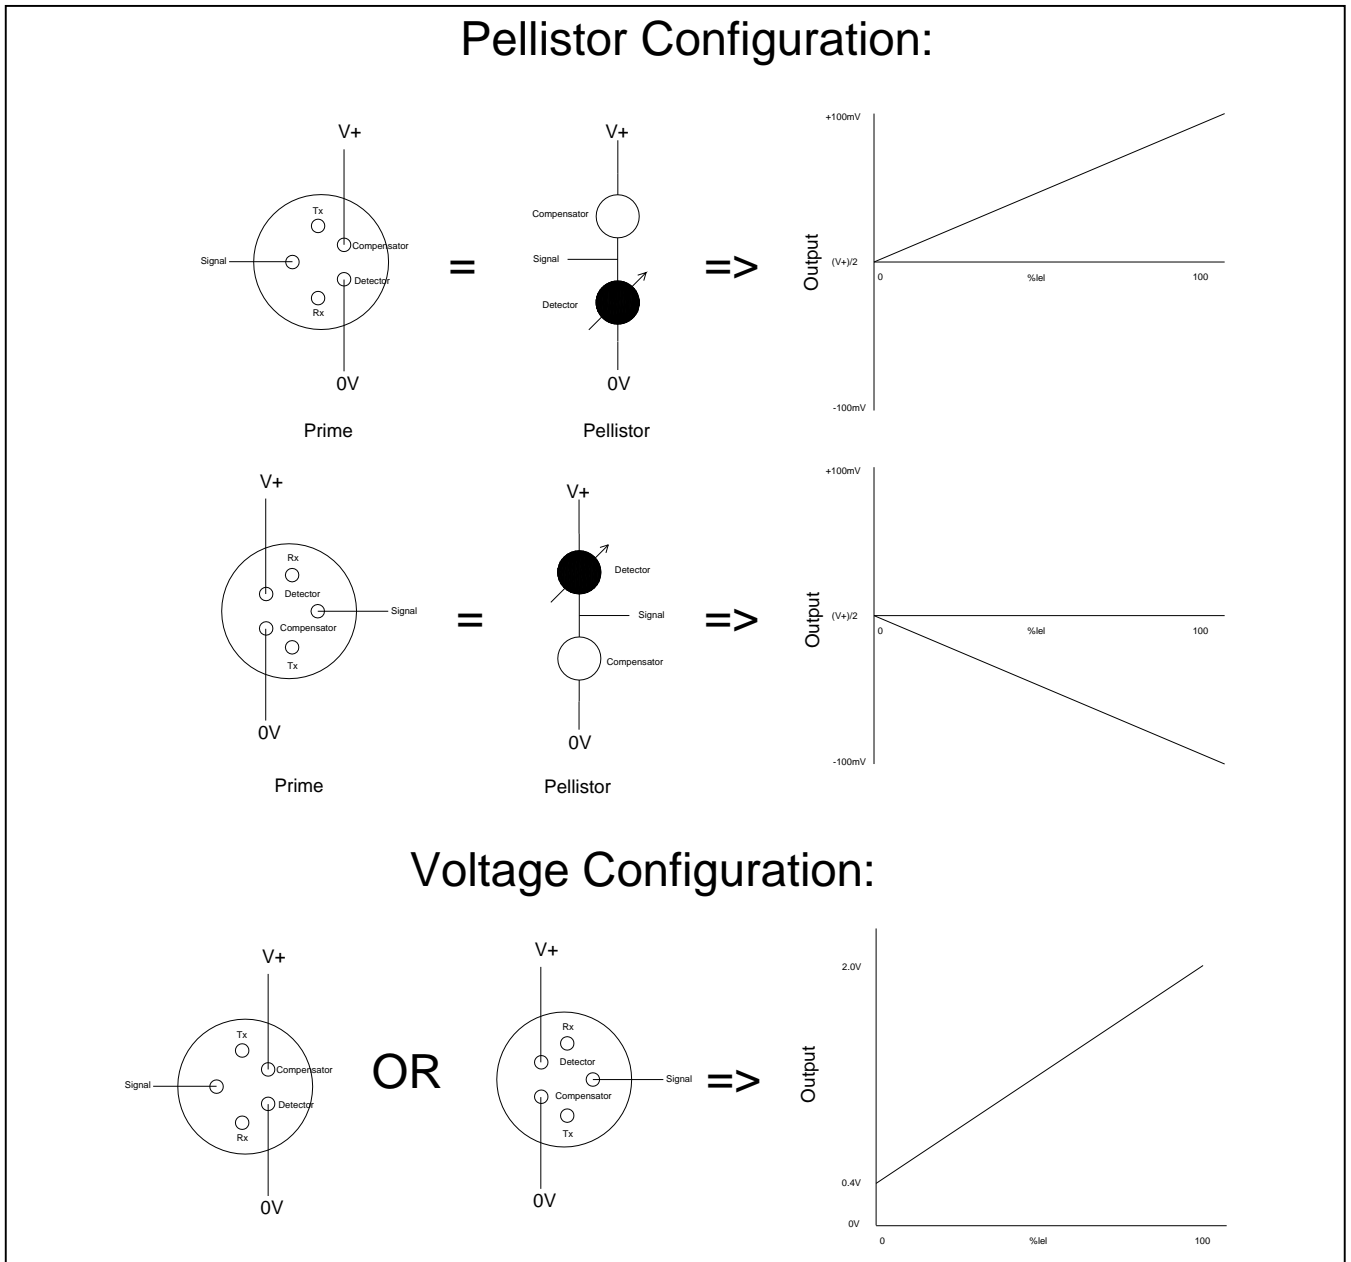 Pellistor Configuration:
V+
Tx
Compensator
Signal
Detector
Rx
0V
Prime
=
V+
Compensator
Signal
Detector
0V
Pellistor
=>
+100mV
Output
(V+)/2
0
%lel
100
-100mV
V+
Rx
Detector
Signal
Compensator
Tx
0V
Prime
=
V+
Detector
Signal
Compensator
0V
Pellistor
=>
+100mV
Output
(V+)/2
0
%lel
100
-100mV
Voltage Configuration:
V+
Tx
Compensator
Signal
Detector
Rx
0V
OR
V+
Rx
Detector
Signal
Compensator
Tx
0V
=>
2.0V
Output
0.4V
0V
0
%lel
100